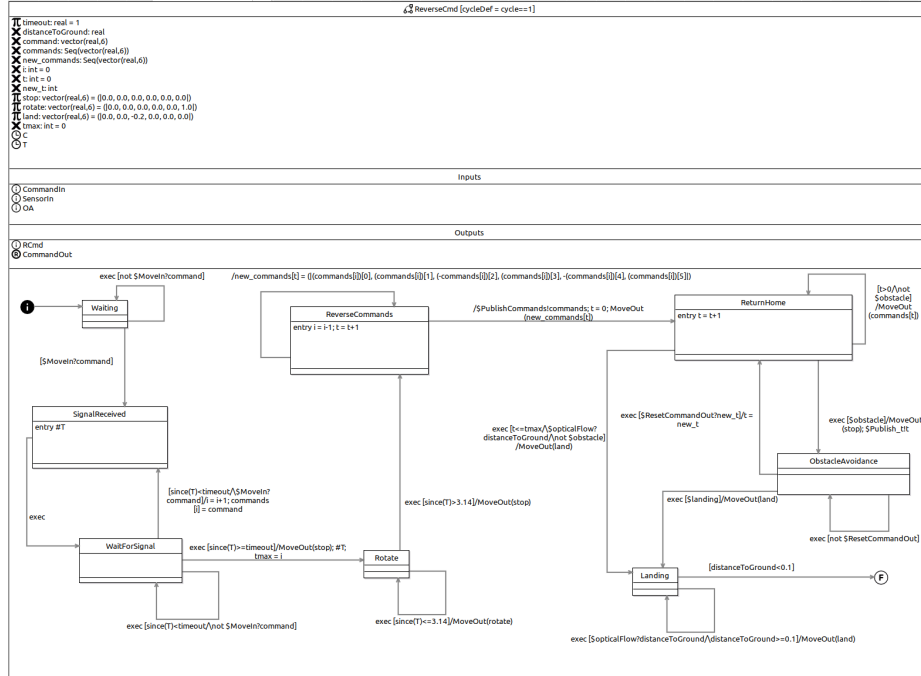 ReverseCmd [cycleDef = cycle==1]
timeout: real = 1
distanceToGround: real
command: vector(real,6)
commands: Seq(vector(real,6))
new_commands: Seq(vector(real,6))
i: int = 0
t: int = 0
new_t: int
stop: vector(real,6) = (|0.0, 0.0, 0.0, 0.0, 0.0, 0.0|)
rotate: vector(real,6) = (|0.0, 0.0, 0.0, 0.0, 0.0, 1.0|)
land: vector(real,6) = (|0.0, 0.0, -0.2, 0.0, 0.0, 0.0|)
tmax: int = 0
C
T
Inputs
CommandIn
SensorIn
OA
Outputs
RCmd
CommandOut
exec [not $MoveIn?command]
/new_commands[t] = (|(commands[i])[0], (commands[i])[1], (-commands[i])[2], (commands[i])[3], -(commands[i])[4], (commands[i])[5]|)
i
Waiting
ReverseCommands
entry i = i-1; t = t+1
/$PublishCommands!commands; t = 0; MoveOut
(new_commands[t])
ReturnHome
entry t = t+1
[t>0/\not
$obstacle]
/MoveOut
(commands[t])
[$MoveIn?command]
SignalReceived
entry #T
exec [t<=tmax/\$opticalFlow?
distanceToGround/\not $obstacle]
/MoveOut(land)
exec [$ResetCommandOut?new_t]/t =
new_t
exec [$obstacle]/MoveOut
(stop); $Publish_t!t
ObstacleAvoidance
[since(T)<timeout/\$MoveIn?
command]/i = i+1; commands
[i] = command
exec [since(T)>3.14]/MoveOut(stop)
exec [$landing]/MoveOut(land)
exec
exec [not $ResetCommandOut]
WaitForSignal
exec [since(T)>=timeout]/MoveOut(stop); #T;
tmax = i
Rotate
Landing
[distanceToGround<0.1]
F
exec [since(T)<timeout/\not $MoveIn?command]
exec [since(T)<=3.14]/MoveOut(rotate)
exec [$opticalFlow?distanceToGround/\distanceToGround>=0.1]/MoveOut(land)